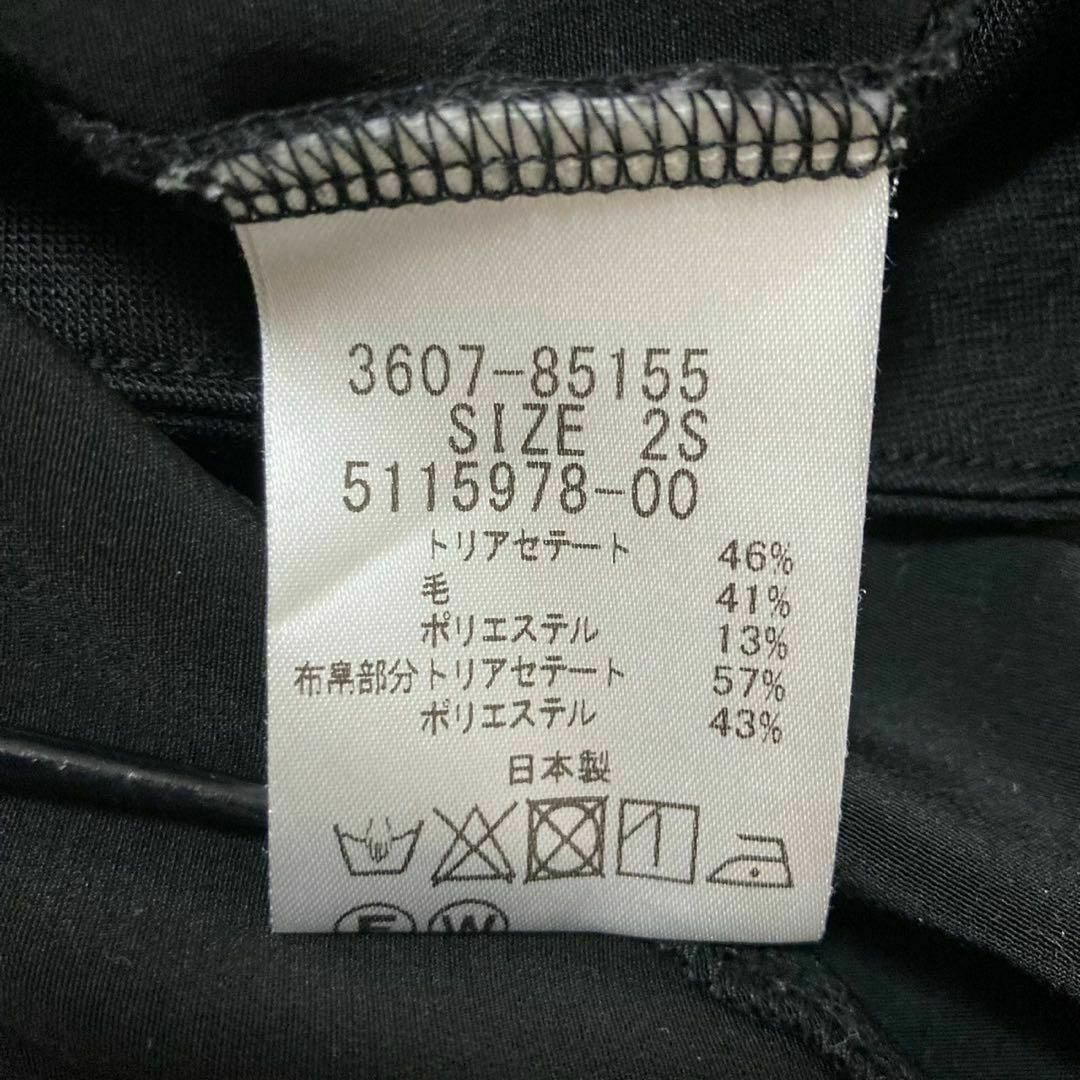 3607-85155
SIZE 2S
5115978-00
トリアセテート 46%
毛 41%
ポリエステル 13%
布帛部分トリアセテート 57%
ポリエステル 43%
日本製
F W